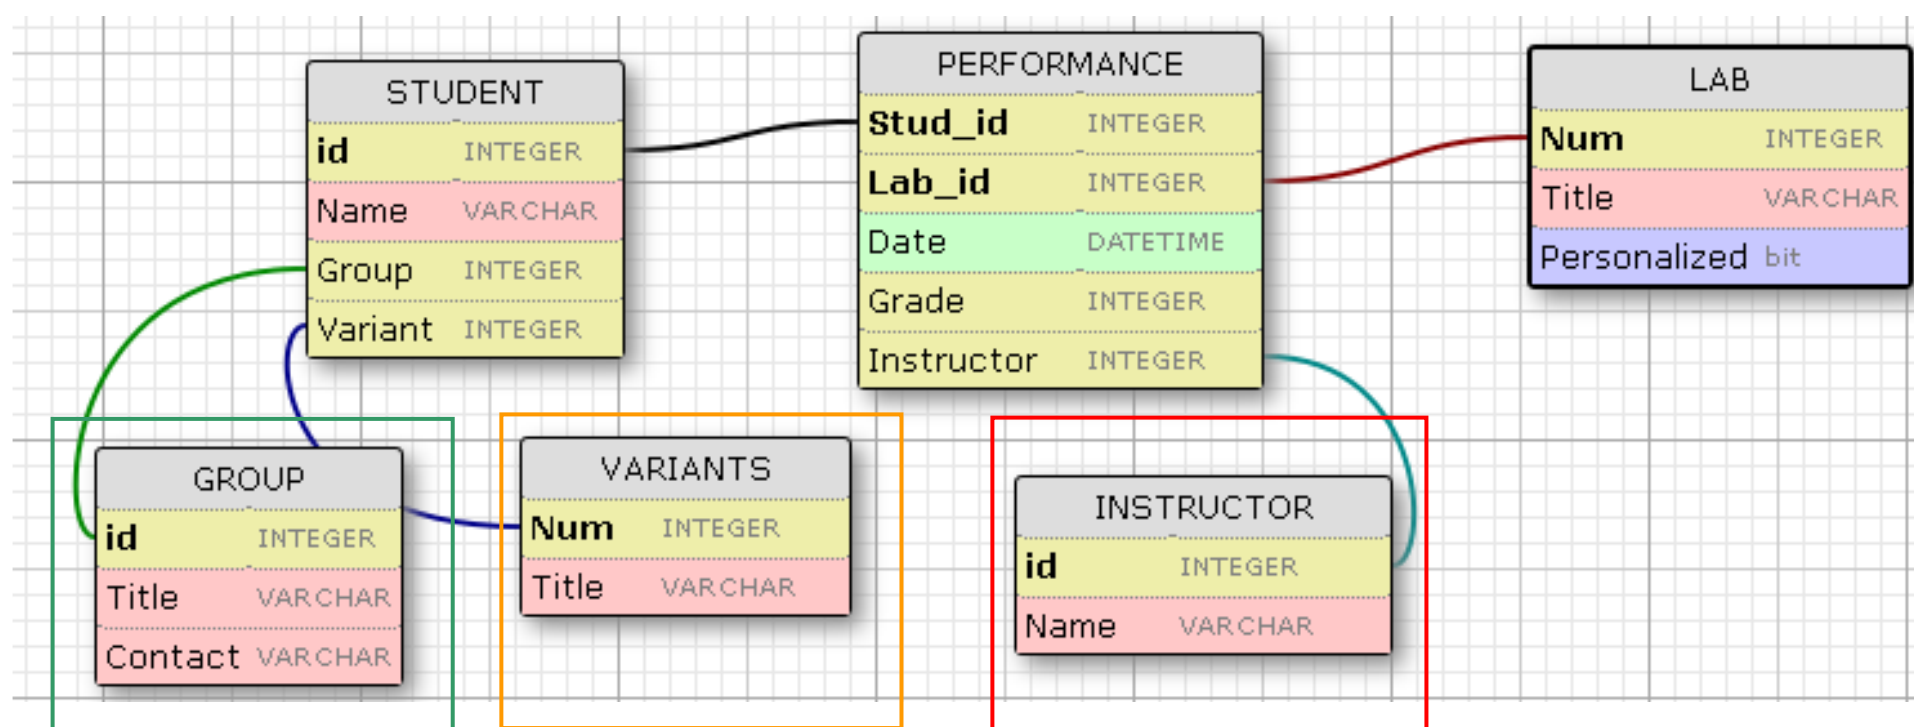 STUDENT
id INTEGER
Name VARCHAR
Group INTEGER
Variant INTEGER
PERFORMANCE
Stud_id INTEGER
Lab_id INTEGER
Date DATETIME
Grade INTEGER
Instructor INTEGER
LAB
Num INTEGER
Title VARCHAR
Personalized bit
GROUP
id INTEGER
Title VARCHAR
Contact VARCHAR
VARIANTS
Num INTEGER
Title VARCHAR
INSTRUCTOR
id INTEGER
Name VARCHAR